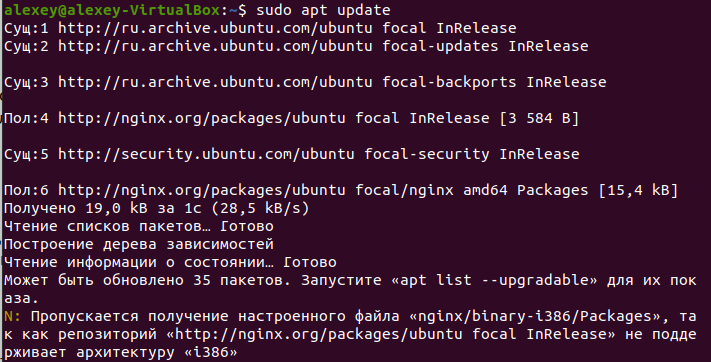 alexey@alexey-VirtualBox:~$ sudo apt update
Сущ:1 http://ru.archive.ubuntu.com/ubuntu focal InRelease
Сущ:2 http://ru.archive.ubuntu.com/ubuntu focal-updates InRelease
Сущ:3 http://ru.archive.ubuntu.com/ubuntu focal-backports InRelease
Пол:4 http://nginx.org/packages/ubuntu focal InRelease [3 584 B]
Сущ:5 http://security.ubuntu.com/ubuntu focal-security InRelease
Пол:6 http://nginx.org/packages/ubuntu focal/nginx amd64 Packages [15,4 kB]
Получено 19,0 kB за 1с (28,5 kB/s)
Чтение списков пакетов… Готово
Построение дерева зависимостей
Чтение информации о состоянии… Готово
Может быть обновлено 35 пакетов. Запустите «apt list --upgradable» для их пок
аза.
N: Пропускается получение настроенного файла «nginx/binary-i386/Packages», та
к как репозиторий «http://nginx.org/packages/ubuntu focal InRelease» не подде
рживает архитектуру «i386»